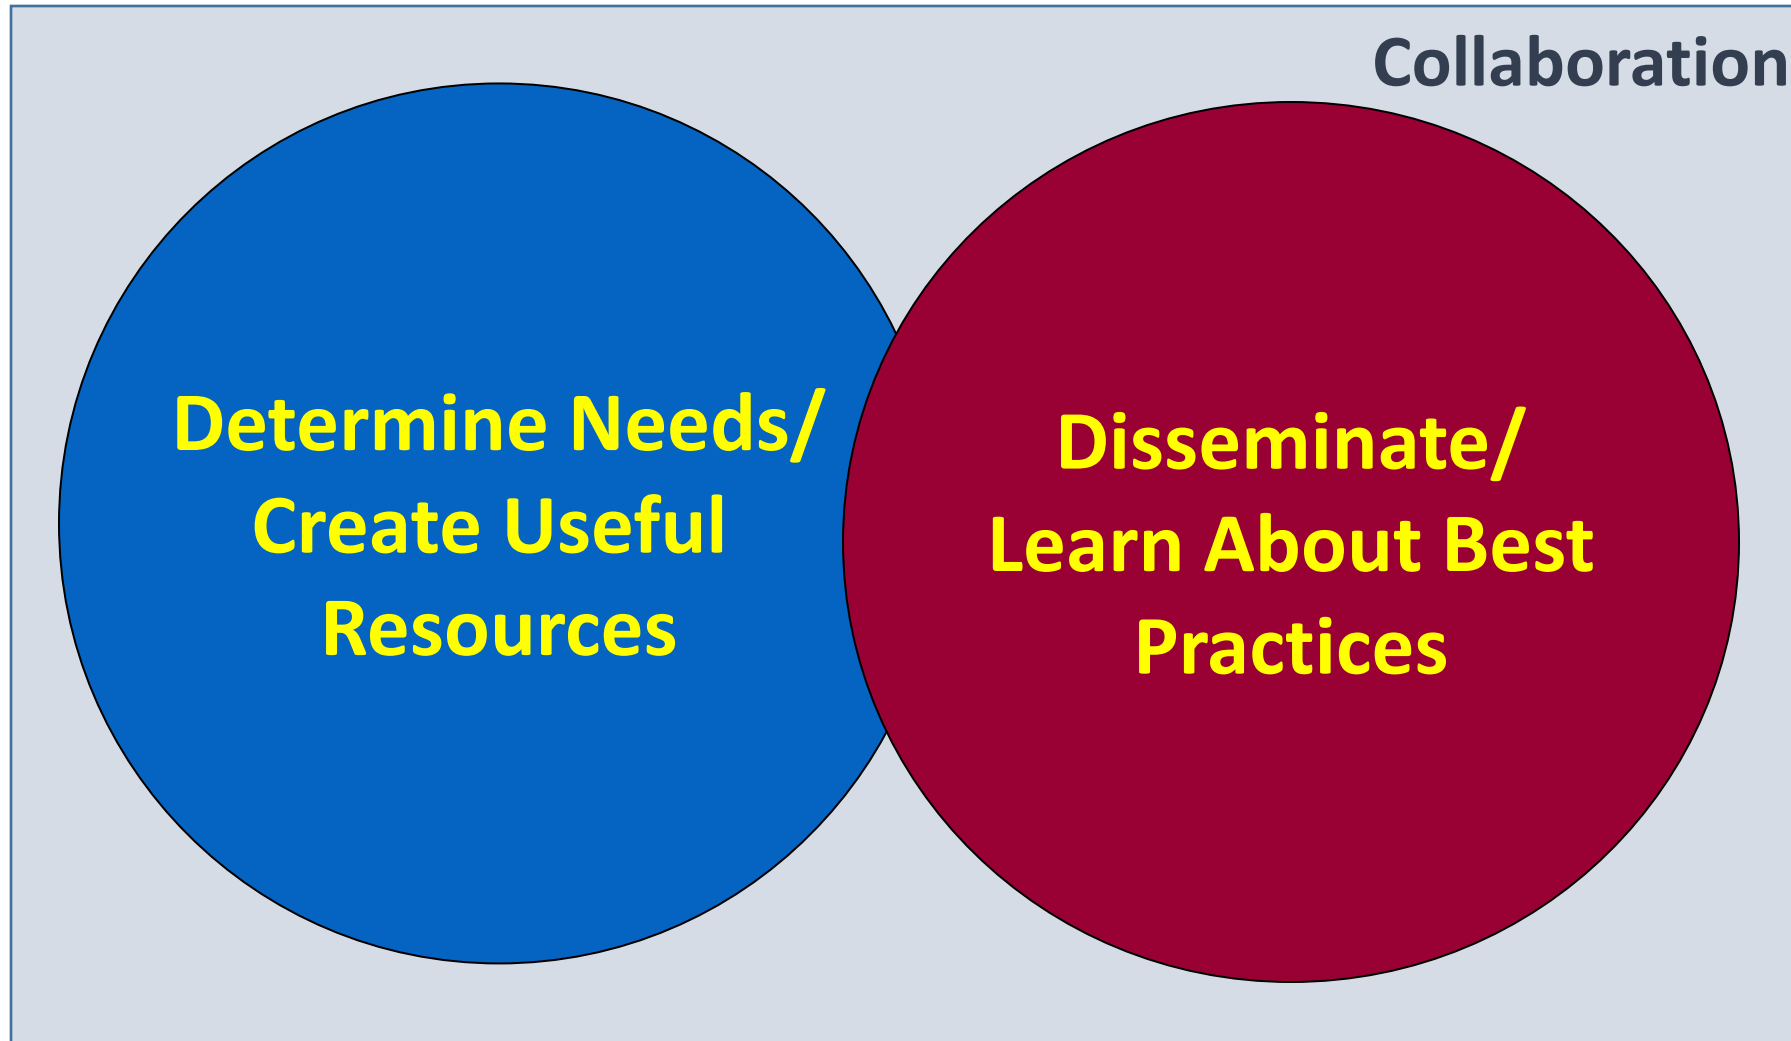 Collaboration
Determine Needs/
Create Useful
Resources
Disseminate/
Learn About Best
Practices